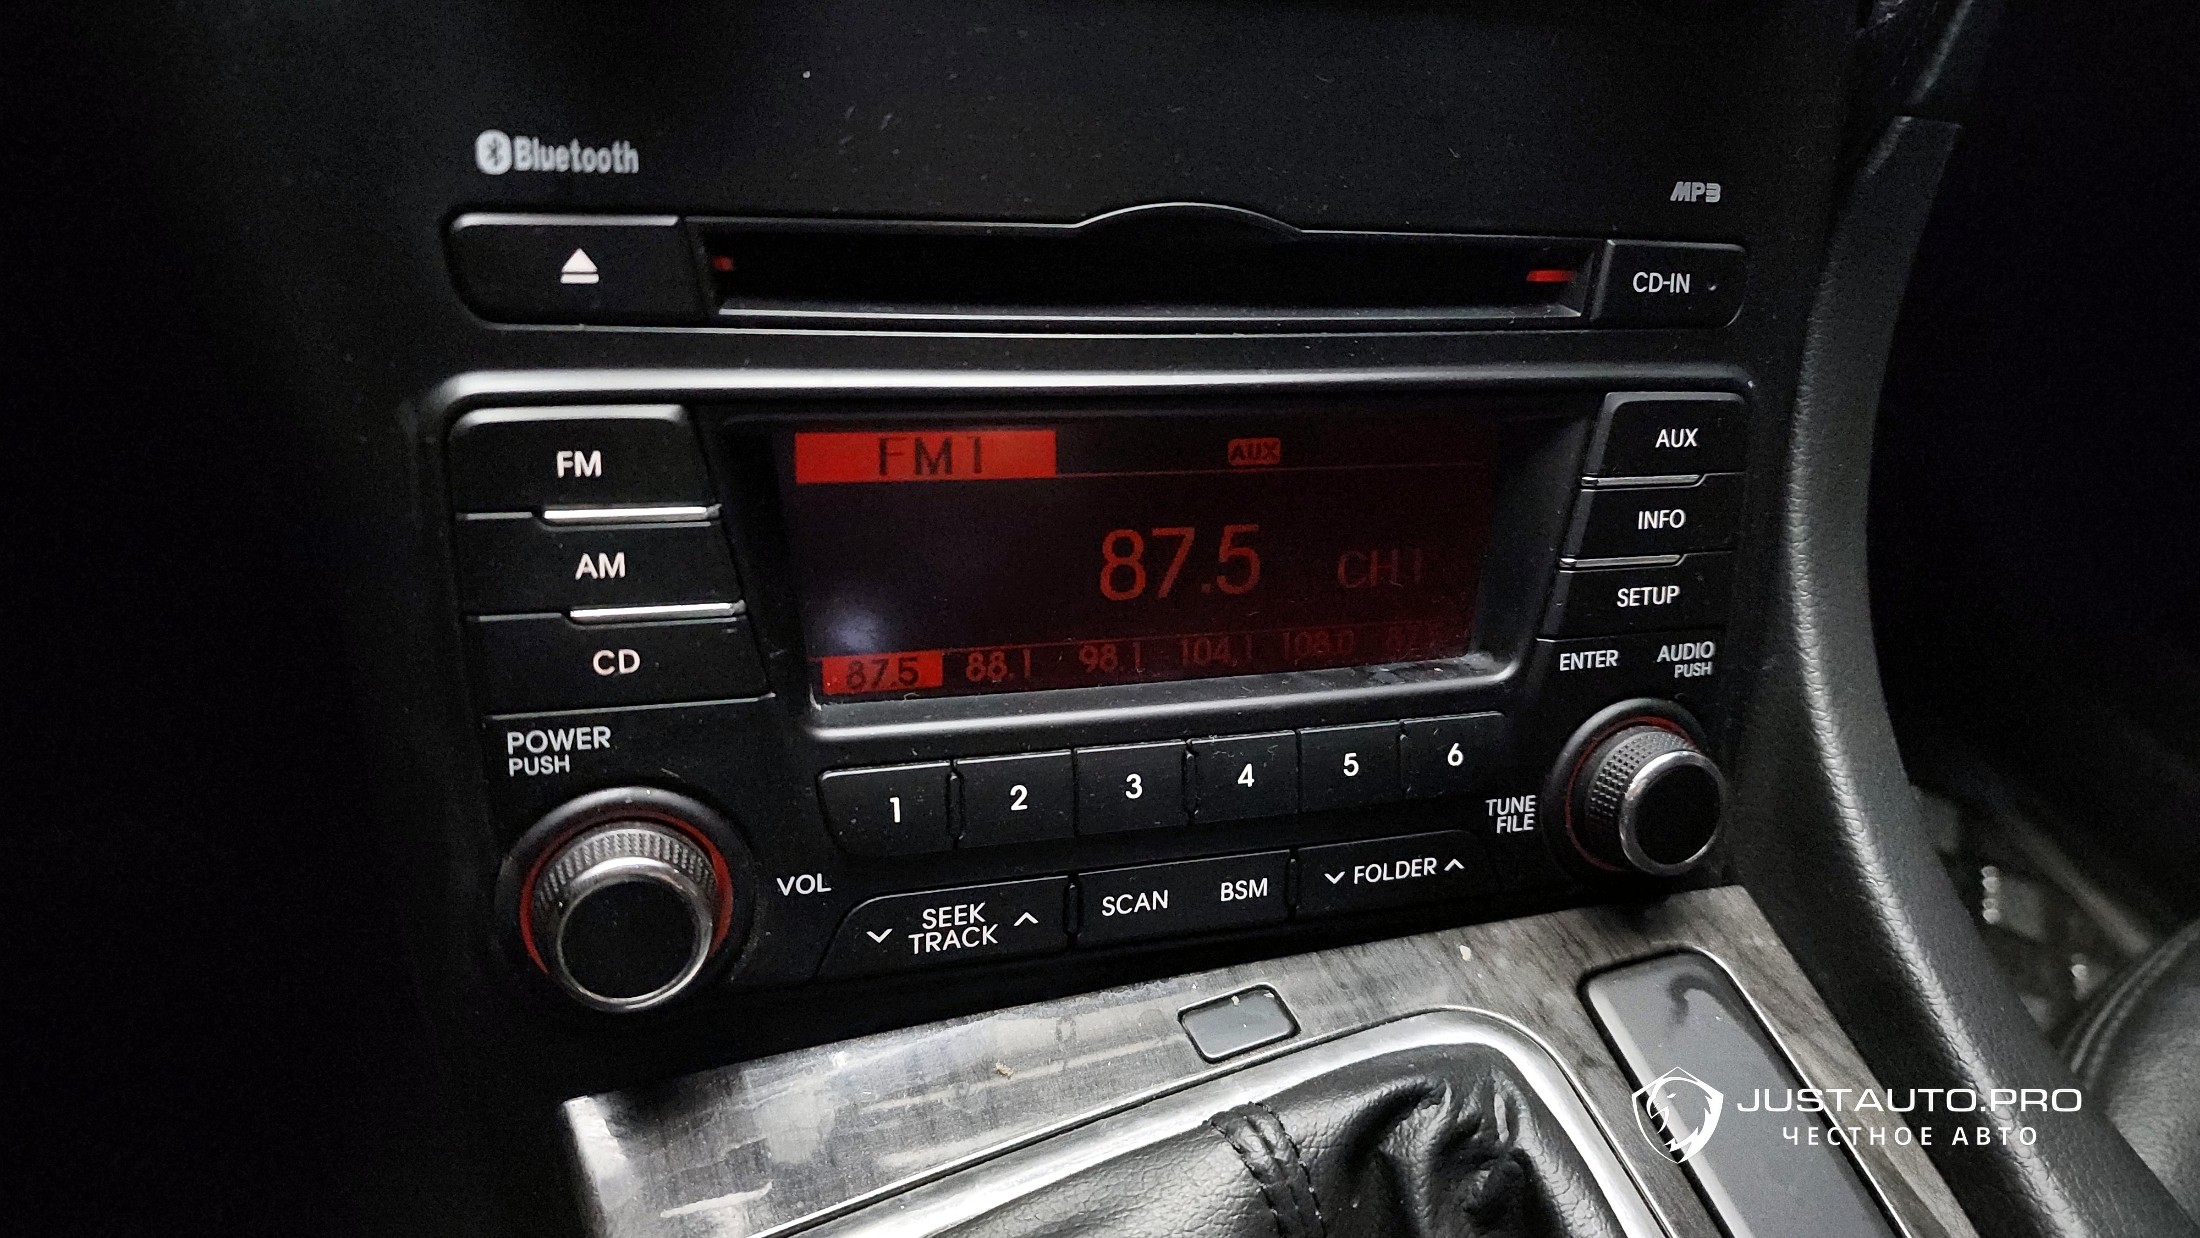 Bluetooth
MP3
CD-IN
FM
AM
CD
FM1
AUX
87.5
CH1
87.5 88.1 98.1 104.1 108.0
AUX
INFO
SETUP
ENTER
AUDIO
PUSH
POWER
PUSH
1
2
3
4
5
6
TUNE
FILE
VOL
SEEK
TRACK
SCAN
BSM
FOLDER
JUSTAUTO.PRO
ЧЕСТНОЕ АВТО